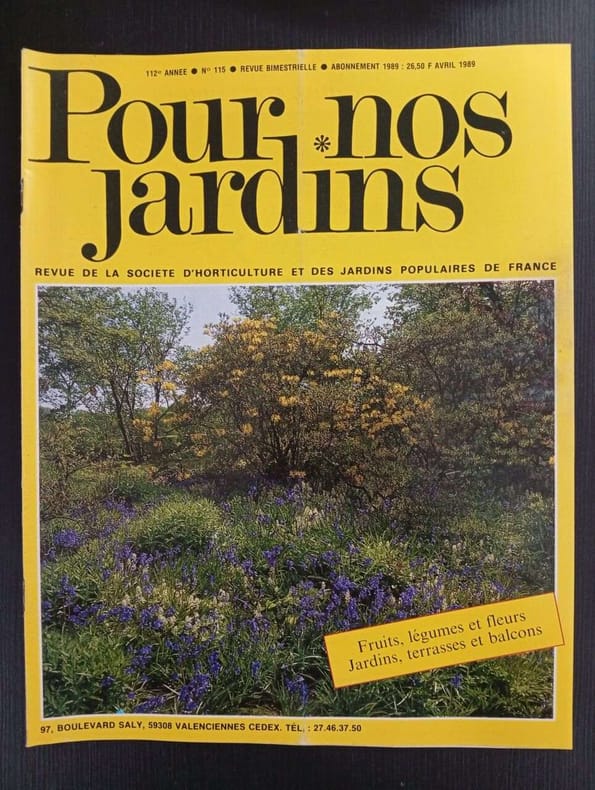 112e ANNEE ● N° 115 ● REVUE BIMESTRIELLE ● ABONNEMENT 1989 : 26,50 F AVRIL 1989
Pour nos
jardins
REVUE DE LA SOCIETE D'HORTICULTURE ET DES JARDINS POPULAIRES DE FRANCE
Fruits, légumes et fleurs
Jardins, terrasses et balcons
97, BOULEVARD SALY, 59308 VALENCIENNES CEDEX. TÉL. : 27.46.37.50